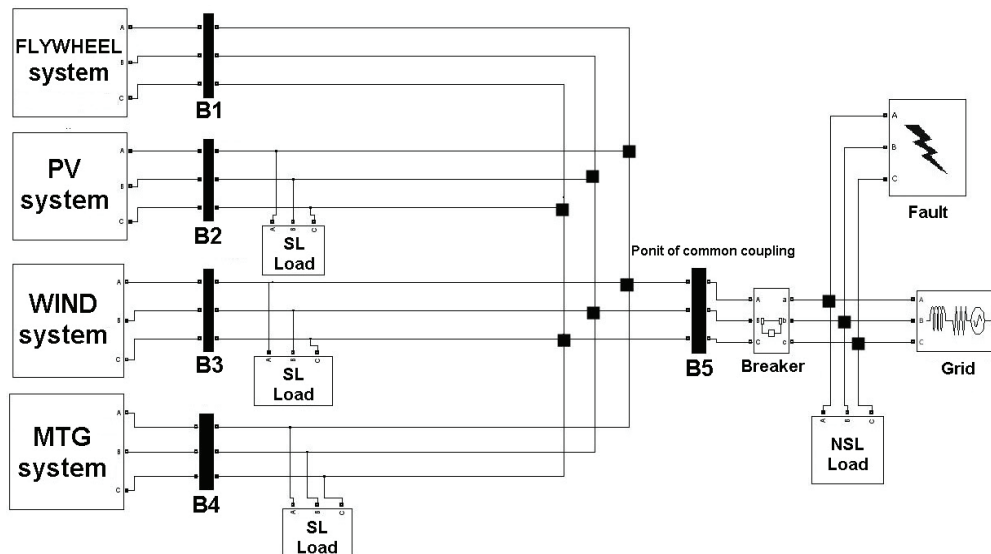 FLYWHEEL
system
A
B
C
B1
PV
system
A
B
C
B2
A B C
SL
Load
WIND
system
A
B
C
B3
A B C
SL
Load
MTG
system
A
B
C
B4
A B C
SL
Load
Ponit of common coupling
B5
A a
B b
C c
Breaker
A
B
C
Fault
A
B
C
Grid
A B C
NSL
Load